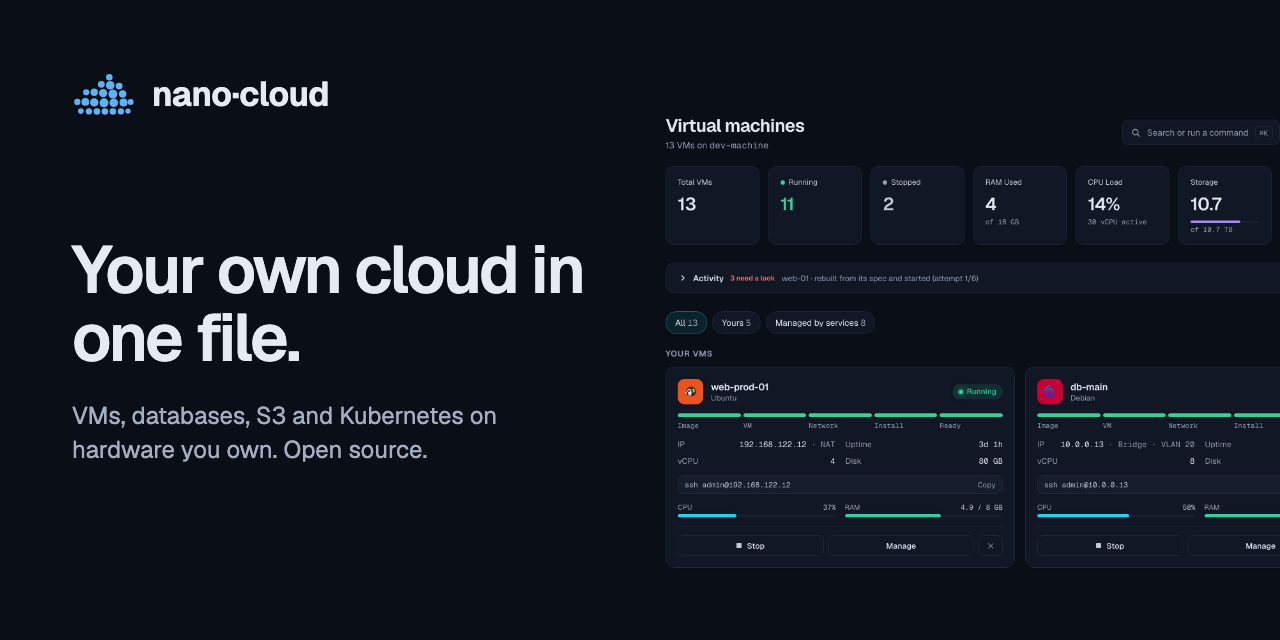 nano·cloud
Your own cloud in
one file.
VMs, databases, S3 and Kubernetes on
hardware you own. Open source.
Virtual machines
13 VMs on dev-machine
Search or run a command ⌘K
Total VMs
13
Running
11
Stopped
2
RAM Used
4
of 16 GB
CPU Load
14%
30 vCPU active
Storage
10.7
of 10.7 TB
Activity 3 need a look web-01 · rebuilt from its spec and started (attempt 1/6)
All 13 Yours 5 Managed by services 8
YOUR VMS
web-prod-01
Ubuntu
Running
Image VM Network Install Ready
IP 192.168.122.12 · NAT Uptime 3d 1h
vCPU 4 Disk 80 GB
ssh admin@192.168.122.12 Copy
CPU 37% RAM 4.9 / 8 GB
Stop Manage
db-main
Debian
Image VM Network Install
IP 10.0.0.13 · Bridge · VLAN 20 Uptime
vCPU 8 Disk
ssh admin@10.0.0.13
CPU 58% RAM
Stop Manage